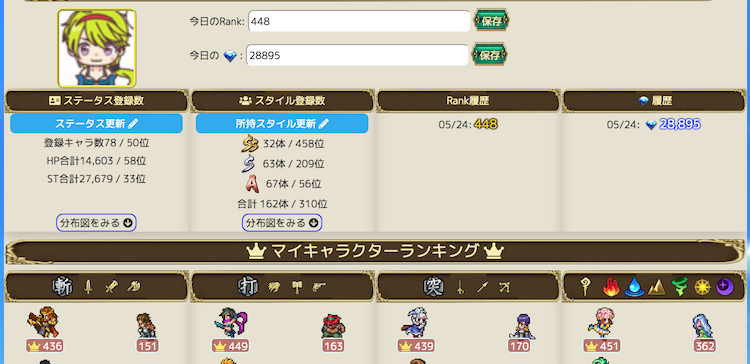 今日のRank: 448 保存
今日の : 28895 保存
ステータス登録数
ステータス更新
登録キャラ数78 / 50位
HP合計14,603 / 58位
ST合計27,679 / 33位
分布図をみる
スタイル登録数
所持スタイル更新
SS 32体 / 458位
S 63体 / 209位
A 67体 / 56位
合計 162体 / 310位
分布図をみる
Rank履歴
05/24: 448
履歴
05/24: 28,895
マイキャラクターランキング
斬
打
突
436 151
449 163
439 170
451 362